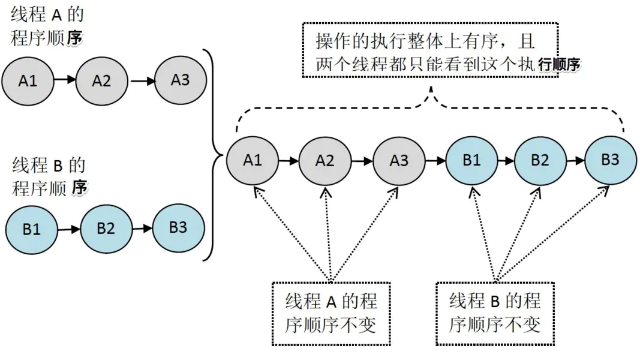 线程 A 的
程序顺序
A1 A2 A3
线程 B 的
程序顺序
B1 B2 B3
操作的执行整体上有序，且
两个线程都只能看到这个执行顺序
A1 A2 A3 B1 B2 B3
线程 A 的程
序顺序不变
线程 B 的程
序顺序不变